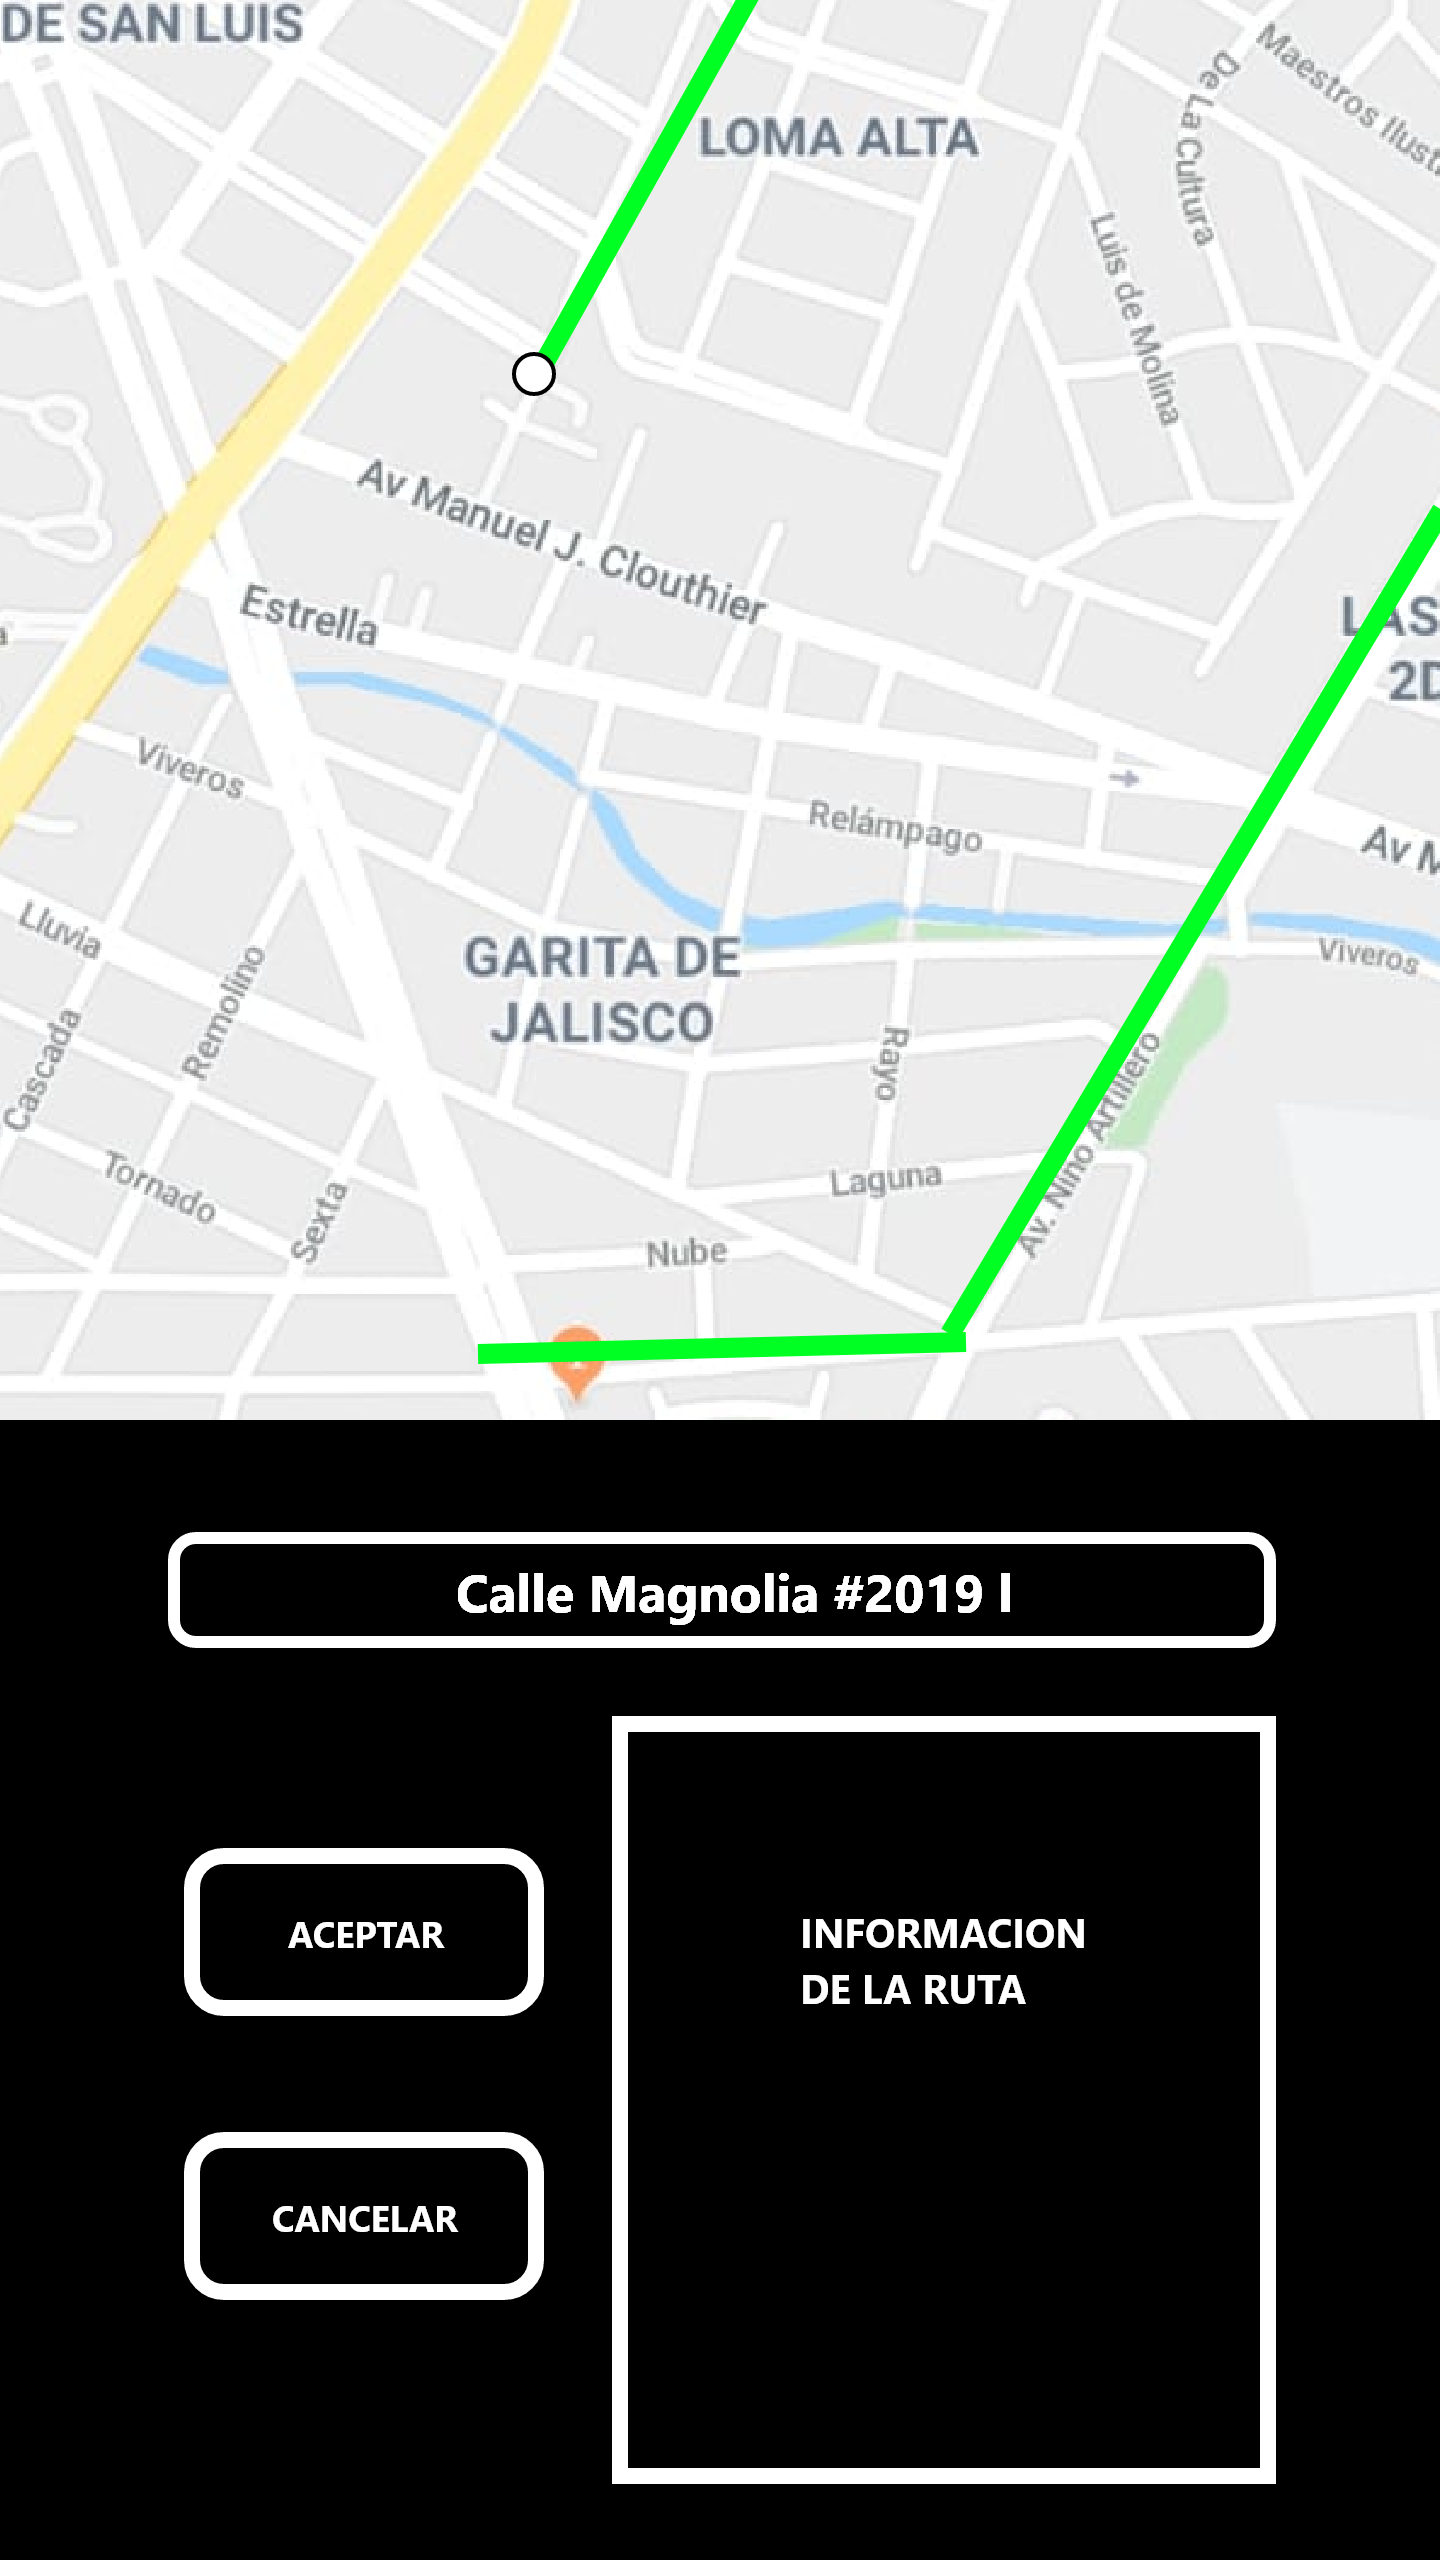 DE SAN LUIS
Maestros Ilust
De La Cultura
LOMA ALTA
Luis de Molina
Av Manuel J. Clouthier
Estrella
LAS
2D
Viveros
Relámpago
Av M
Lluvia
GARITA DE
JALISCO
Viveros
Remolino
Cascada
Rayo
Av. Nino Artillero
Tornado
Laguna
Sexta
Nube
Calle Magnolia #2019 l
ACEPTAR
INFORMACION
DE LA RUTA
CANCELAR